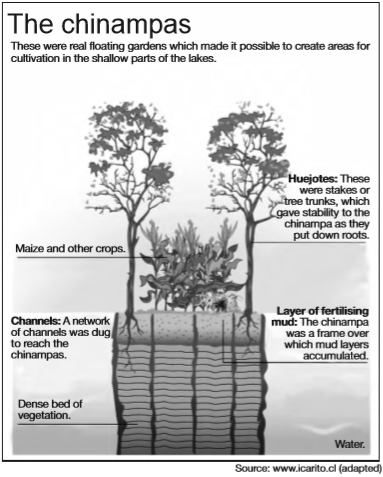 The chinampas
These were real floating gardens which made it possible to create areas for
cultivation in the shallow parts of the lakes.
Huejotes: These
were stakes or
tree trunks, which
gave stability to the
chinampa as they
put down roots.
Maize and other crops.
Channels: A network
of channels was dug
to reach the
chinampas.
Layer of fertilising
mud: The chinampa
was a frame over
which mud layers
accumulated.
Dense bed of
vegetation.
Water.
Source: www.icarito.cl (adapted)